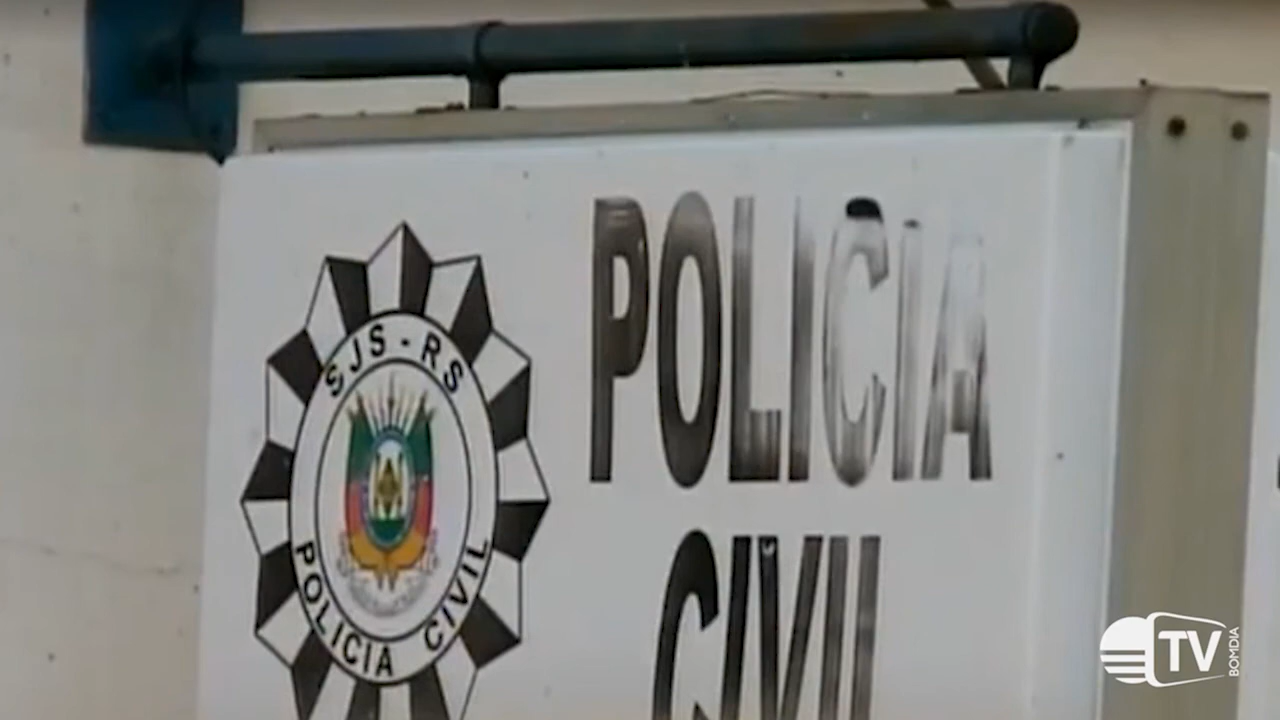 POLICIA
CIVIL
SJS-RS
POLICIA CIVIL
TV
BOMDIA